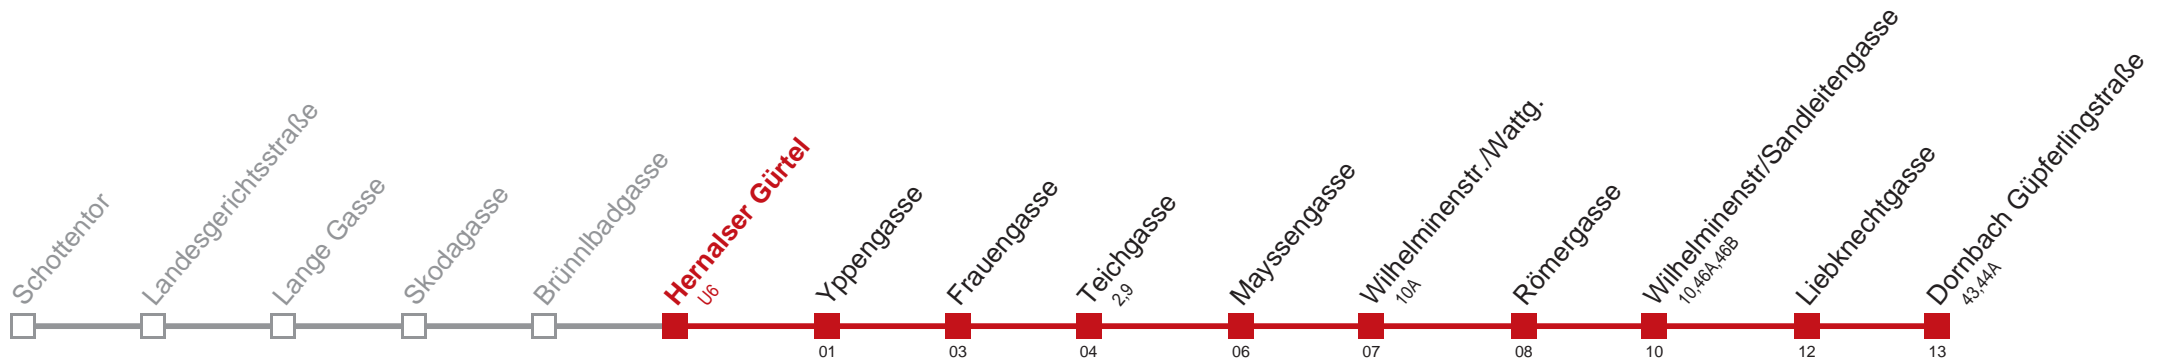 Schottentor
Landesgerichtsstraße
Lange Gasse
Skodagasse
Brünnlbadgasse
Hernalser Gürtel
U6
Yppengasse
Frauengasse
Teichgasse
2,9
Mayssengasse
Wilhelminenstr./Wattg.
10A
Römergasse
Wilhelminenstr/Sandleitengasse
10,46A,46B
Liebknechtgasse
Dornbach Güpferlingstraße
43,44A
01
03
04
06
07
08
10
12
13